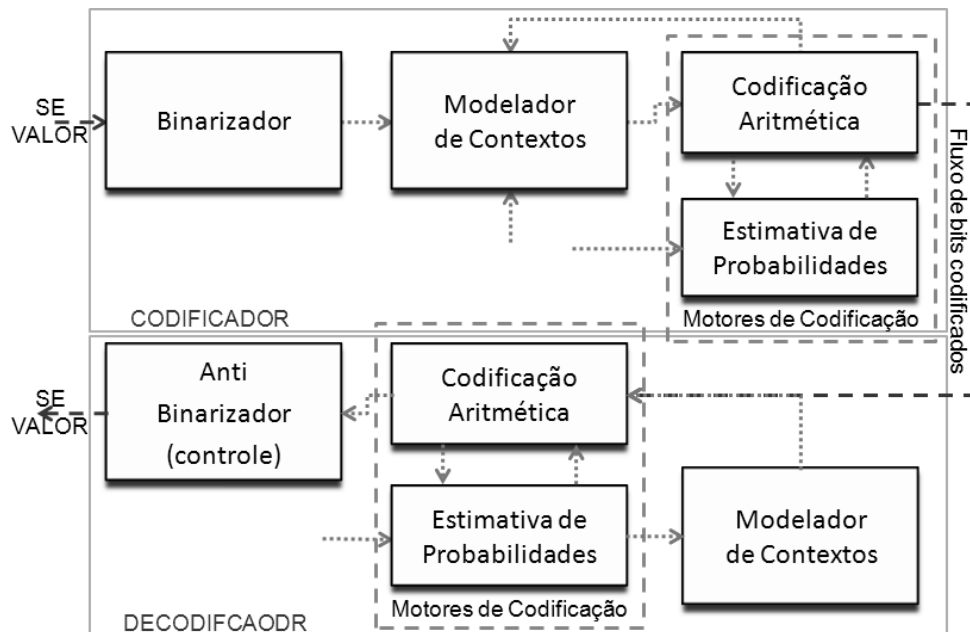 SE
VALOR
Binarizador
Modelador
de Contextos
Codificação
Aritmética
Estimativa de
Probabilidades
Motores de Codificação
CODIFICADOR
Fluxo de bits codificados
SE
VALOR
Anti
Binarizador
(controle)
Codificação
Aritmética
Estimativa de
Probabilidades
Motores de Codificação
Modelador
de Contextos
DECODIFCAODR